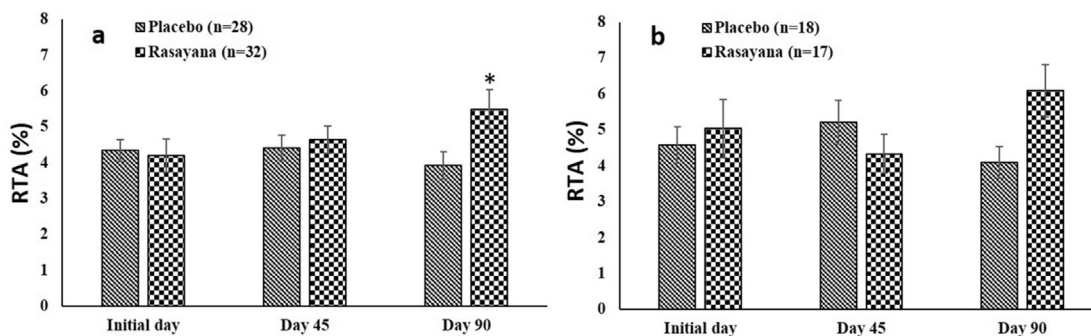 a
Placebo (n=28)
Rasayana (n=32)
RTA (%)
8
7
6
5
4
3
2
1
0
*
Initial day
Day 45
Day 90
b
Placebo (n=18)
Rasayana (n=17)
RTA (%)
8
7
6
5
4
3
2
1
0
Initial day
Day 45
Day 90